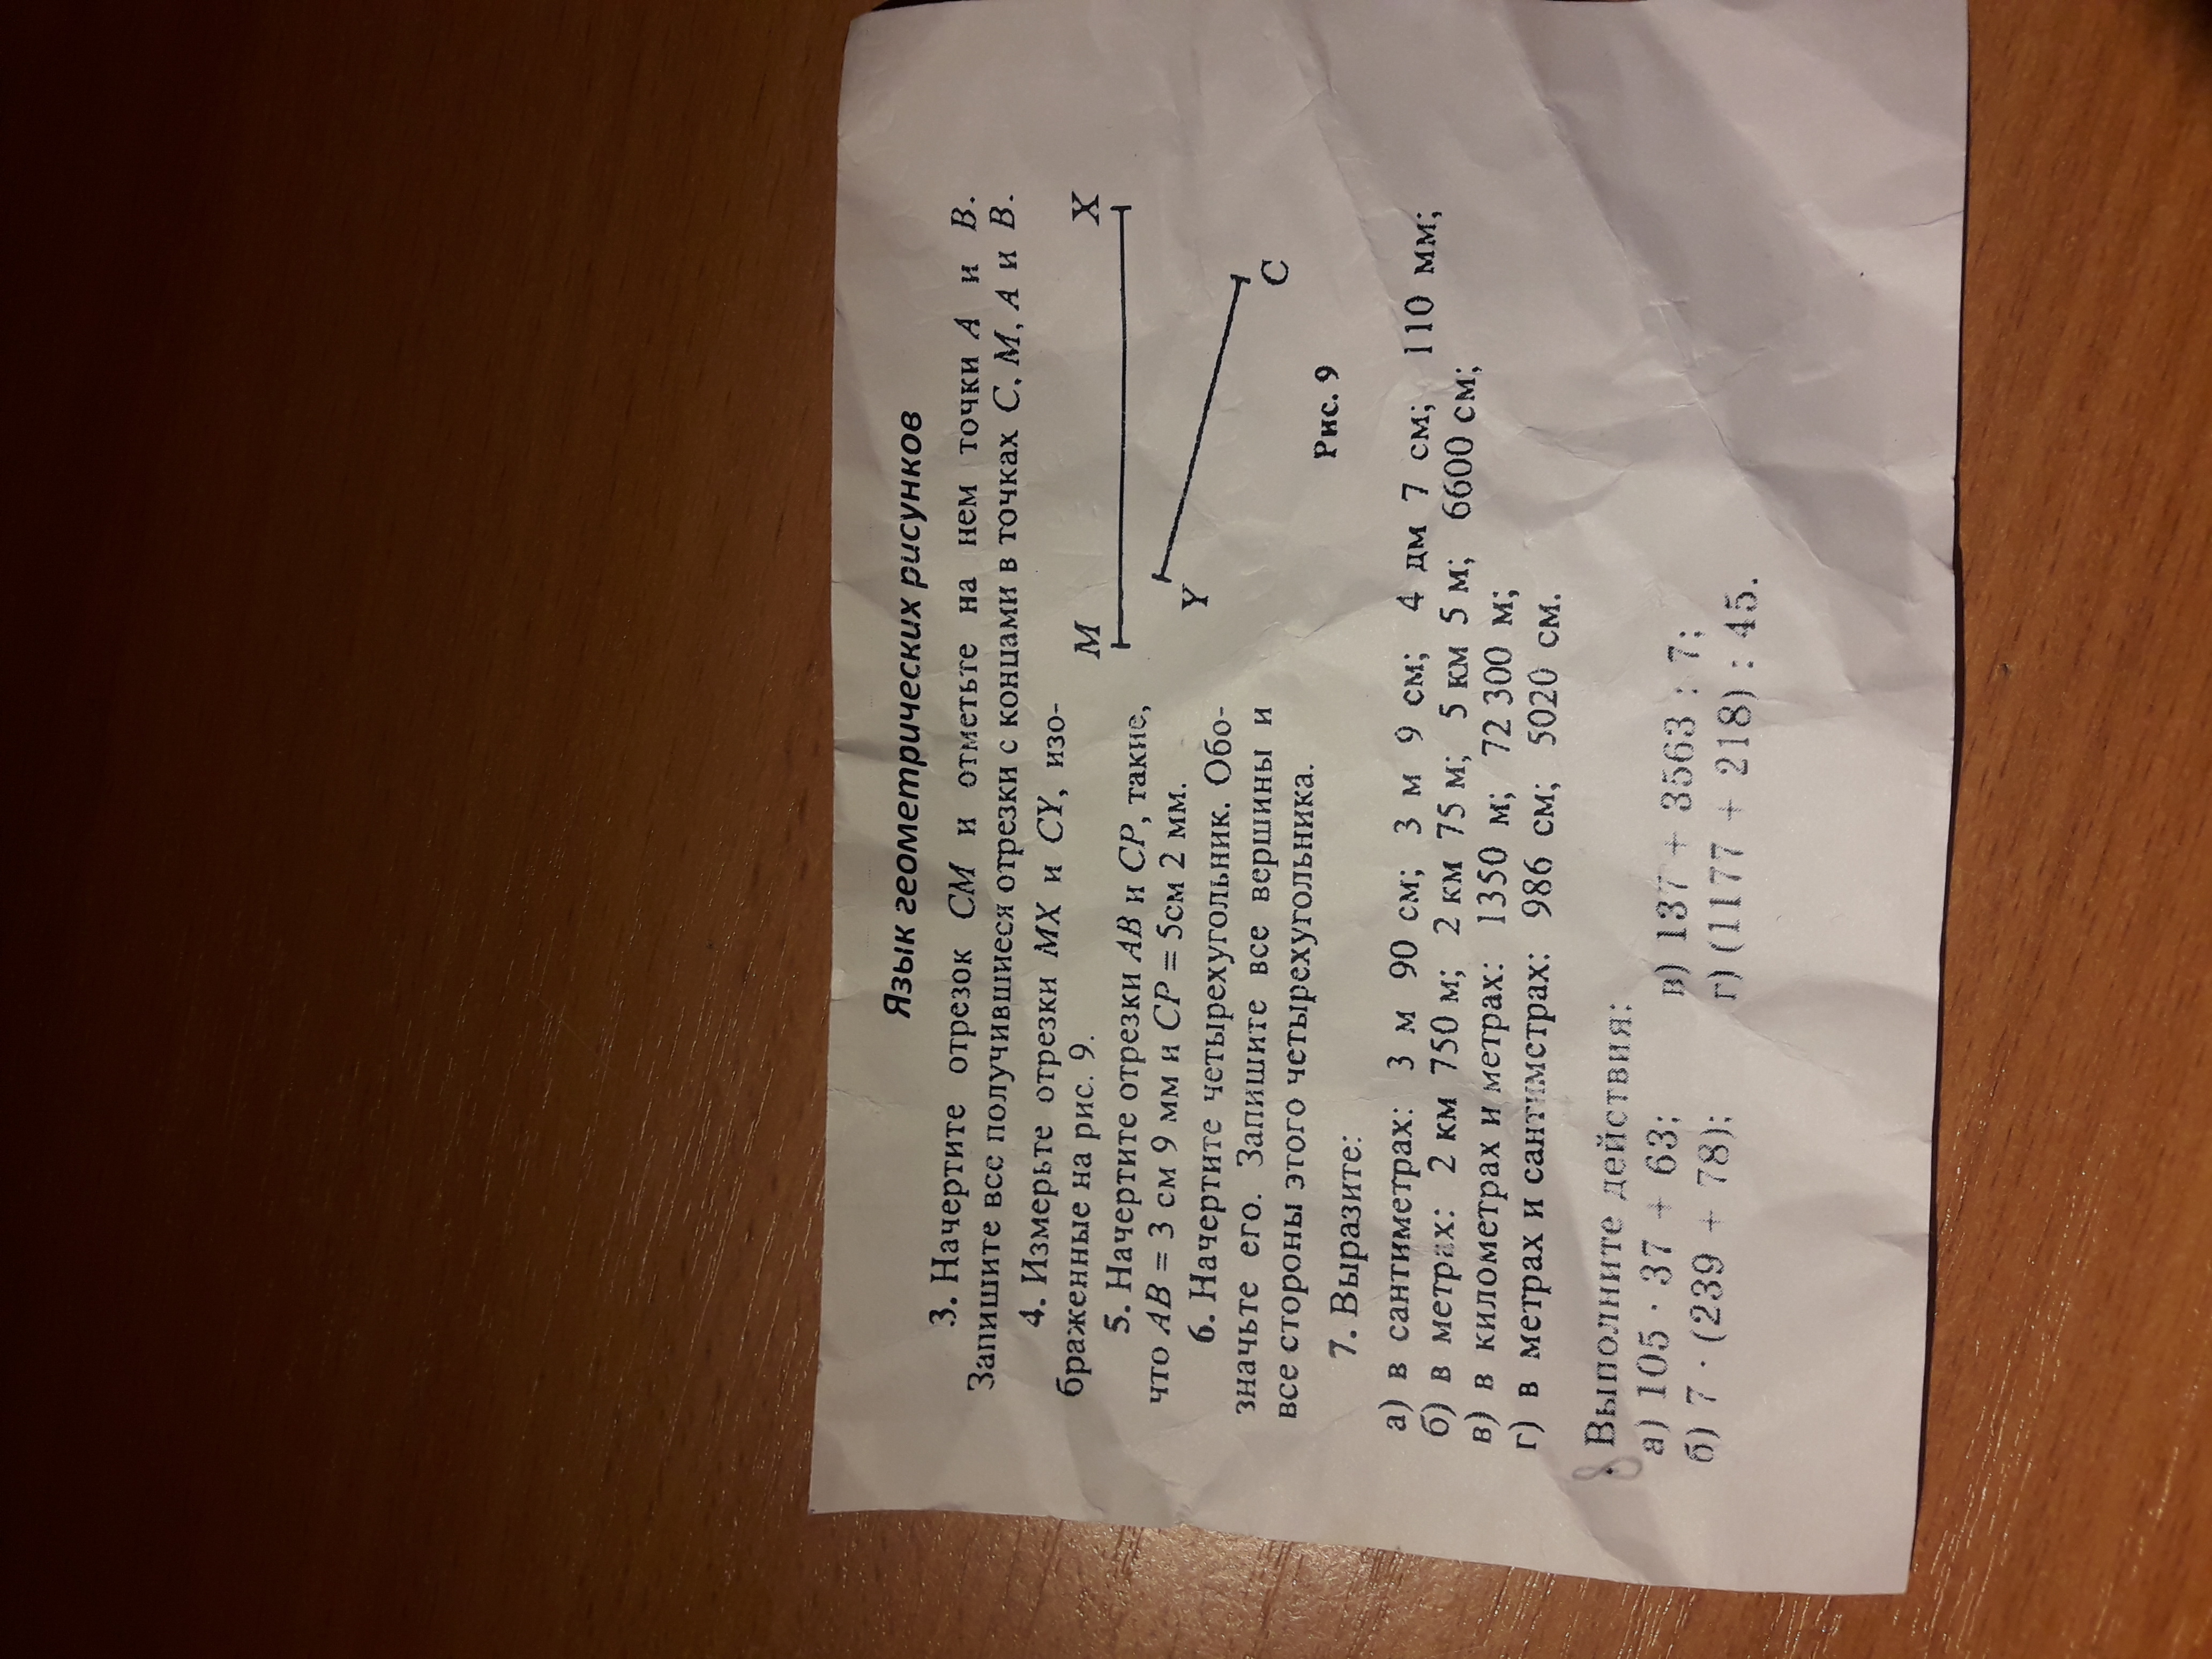 Язык геометрических рисунков
3. Начертите отрезок CM и отметьте на нем точки A и B.
Запишите все получившиеся отрезки с концами в точках C, M, A и B.
4. Измерьте отрезки MX и CY, изо-
браженные на рис. 9.
5. Начертите отрезки AB и CP, такие,
что AB = 3 см 9 мм и CP = 5см 2 мм.
6. Начертите четырехугольник. Обо-
значьте его. Запишите все вершины и
все стороны этого четырехугольника.
M
X
Y
C
Рис. 9
7. Выразите:
а) в сантиметрах: 3 м 90 см; 3 м 9 см; 4 дм 7 см; 110 мм;
б) в метрах: 2 км 750 м; 2 км 75 м; 5 км 5 м; 6600 см;
в) в километрах и метрах: 1350 м; 72 300 м;
г) в метрах и сантиметрах: 986 см; 5020 см.
8. Выполните действия:
а) 105 · 37 + 63; в) 137 + 3563 : 7;
б) 7 · (239 + 78); г) (1177 + 218) : 45.